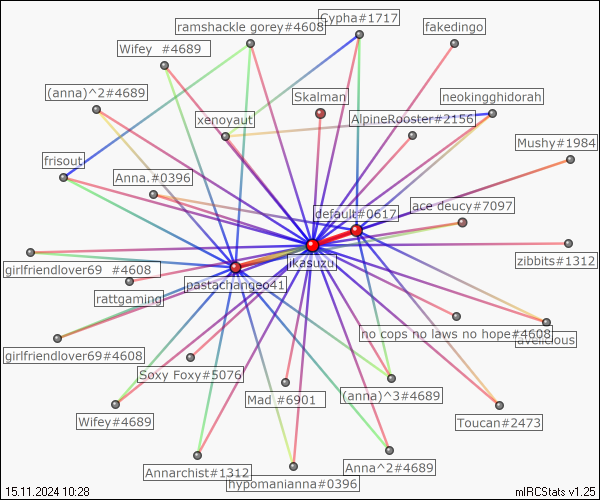 ramshackle gorey#4608
Cypha#1717
fakedingo
Wifey  #4689
(anna)^2#4689
Skalman
neokingghidorah
xenoyaut
AlpineRooster#2156
Mushy#1984
frisout
Anna.#0396
default#0617
ace deucy#7097
jkasuzu
zibbits#1312
girlfriendlover69  #4608
pastachangeo41
rattgaming
no cops no laws no hope#4608
girlfriendlover69#4608
Soxy Foxy#5076
Mad #6901
(anna)^3#4689
Wifey#4689
Toucan#2473
Annarchist#1312
Anna^2#4689
hypomanianna#0396
15.11.2024 10:28
mIRCStats v1.25